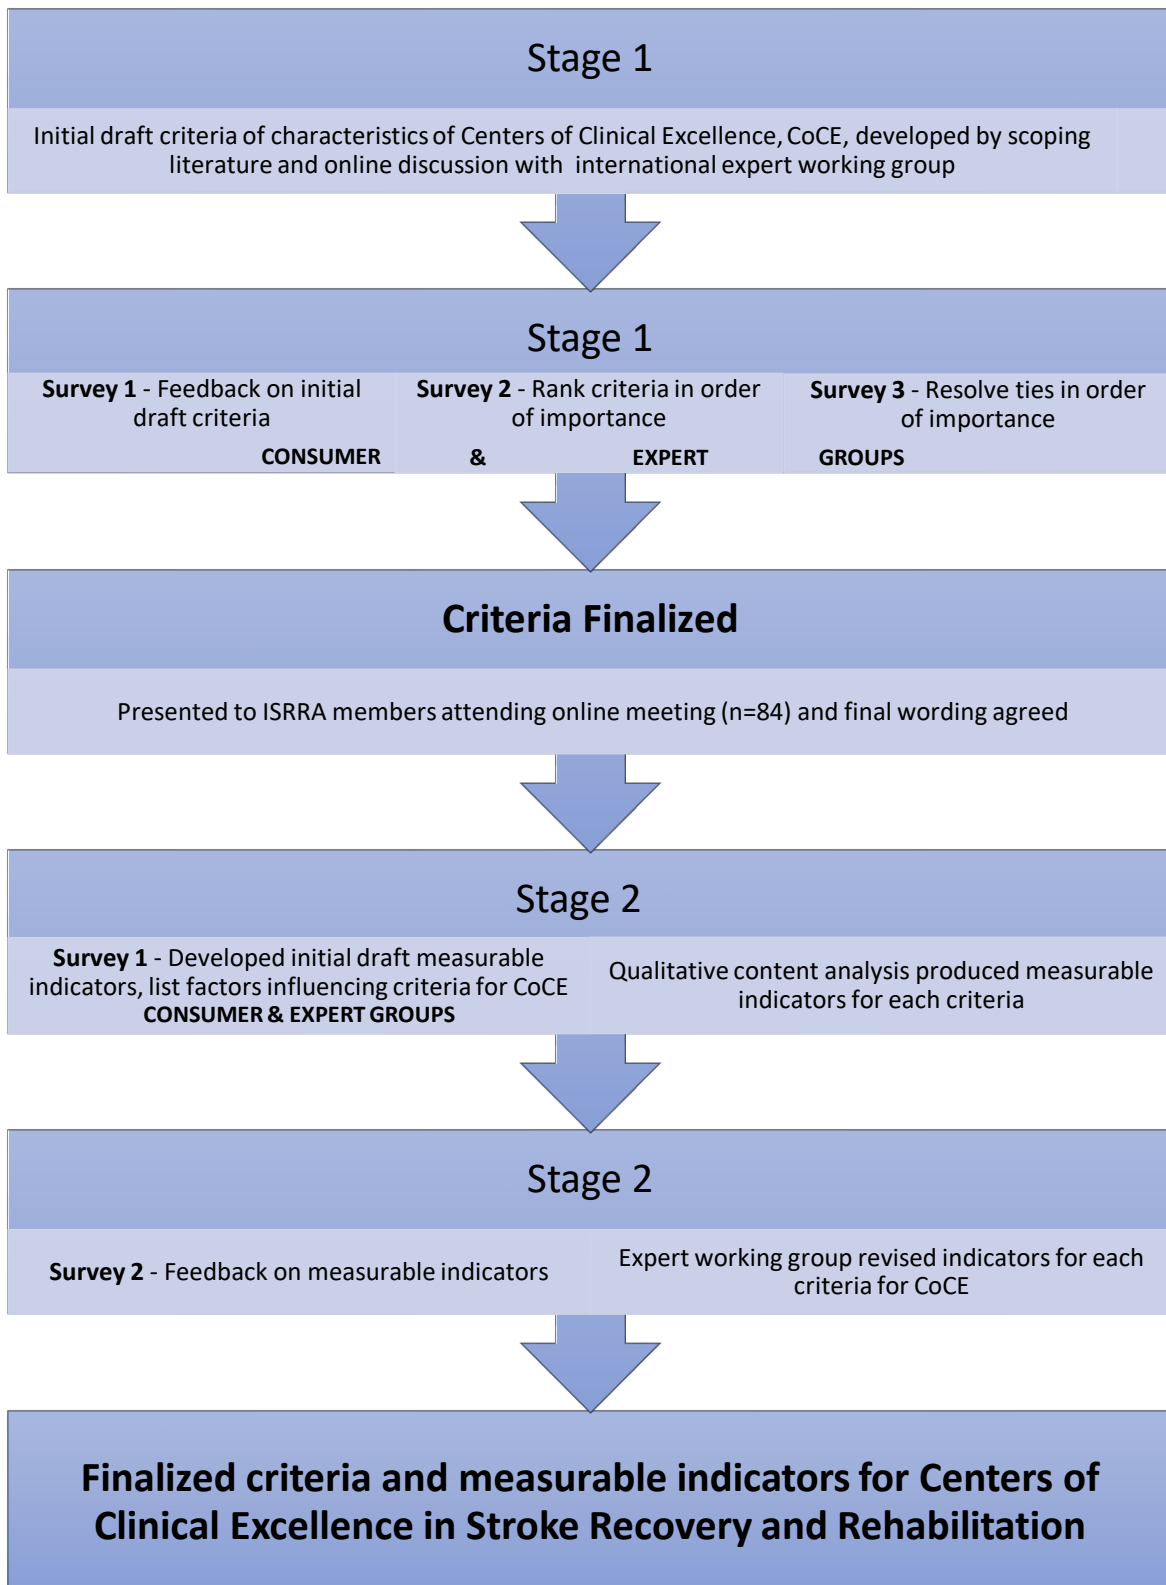 Stage 1
Initial draft criteria of characteristics of Centers of Clinical Excellence, CoCE, developed by scoping
literature and online discussion with international expert working group
Stage 1
Survey 1 - Feedback on initial
draft criteria
Survey 2 - Rank criteria in order
of importance
Survey 3 - Resolve ties in order
of importance
CONSUMER & EXPERT GROUPS
Criteria Finalized
Presented to ISRRA members attending online meeting (n=84) and final wording agreed
Stage 2
Survey 1 - Developed initial draft measurable
indicators, list factors influencing criteria for CoCE
CONSUMER & EXPERT GROUPS
Qualitative content analysis produced measurable
indicators for each criteria
Stage 2
Survey 2 - Feedback on measurable indicators
Expert working group revised indicators for each
criteria for CoCE
Finalized criteria and measurable indicators for Centers of
Clinical Excellence in Stroke Recovery and Rehabilitation